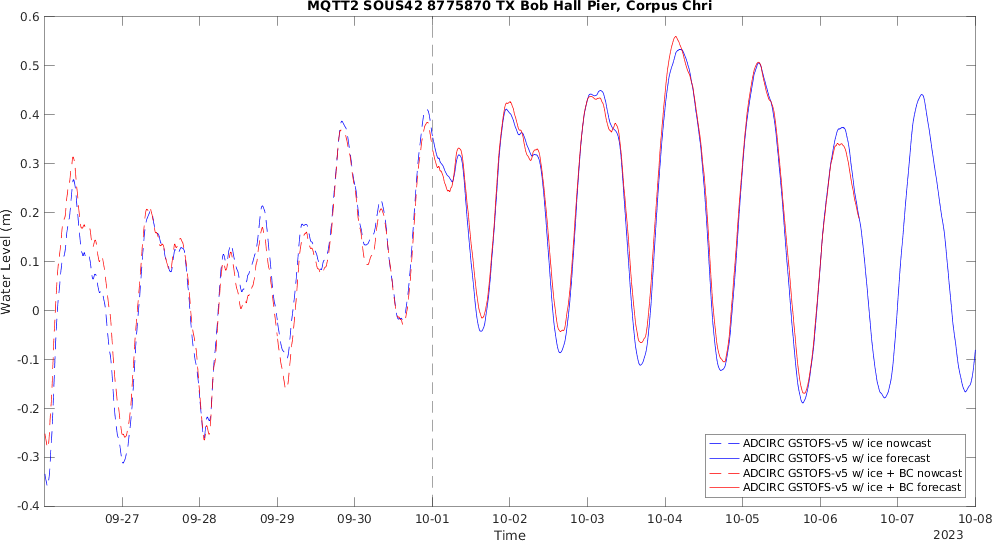 MQTT2 SOUS42 8775870 TX Bob Hall Pier, Corpus Chri
0.6
0.5
0.4
0.3
0.2
0.1
0
-0.1
-0.2
-0.3
-0.4
Water Level (m)
ADCIRC GSTOFS-v5 w/ ice nowcast
ADCIRC GSTOFS-v5 w/ ice forecast
ADCIRC GSTOFS-v5 w/ ice + BC nowcast
ADCIRC GSTOFS-v5 w/ ice + BC forecast
09-27 09-28 09-29 09-30 10-01 10-02 10-03 10-04 10-05 10-06 10-07 10-08
Time
2023